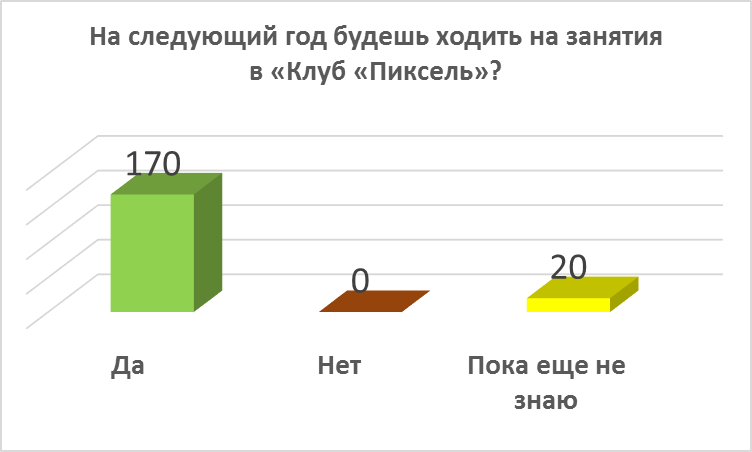 На следующий год будешь ходить на занятия
в «Клуб «Пиксель»?
170
0
20
Да
Нет
Пока еще не
знаю